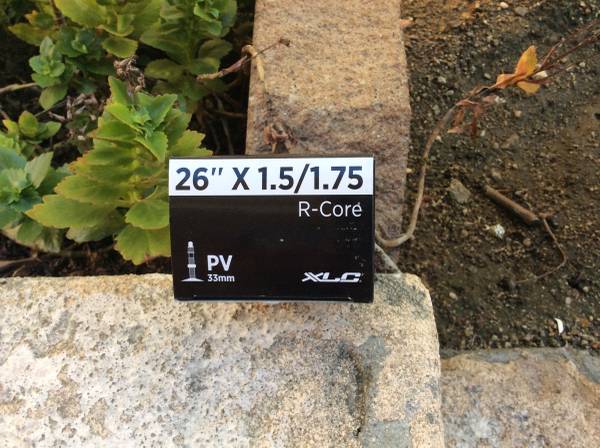 26" X 1.5/1.75
R-Core
PV
33mm
XLC